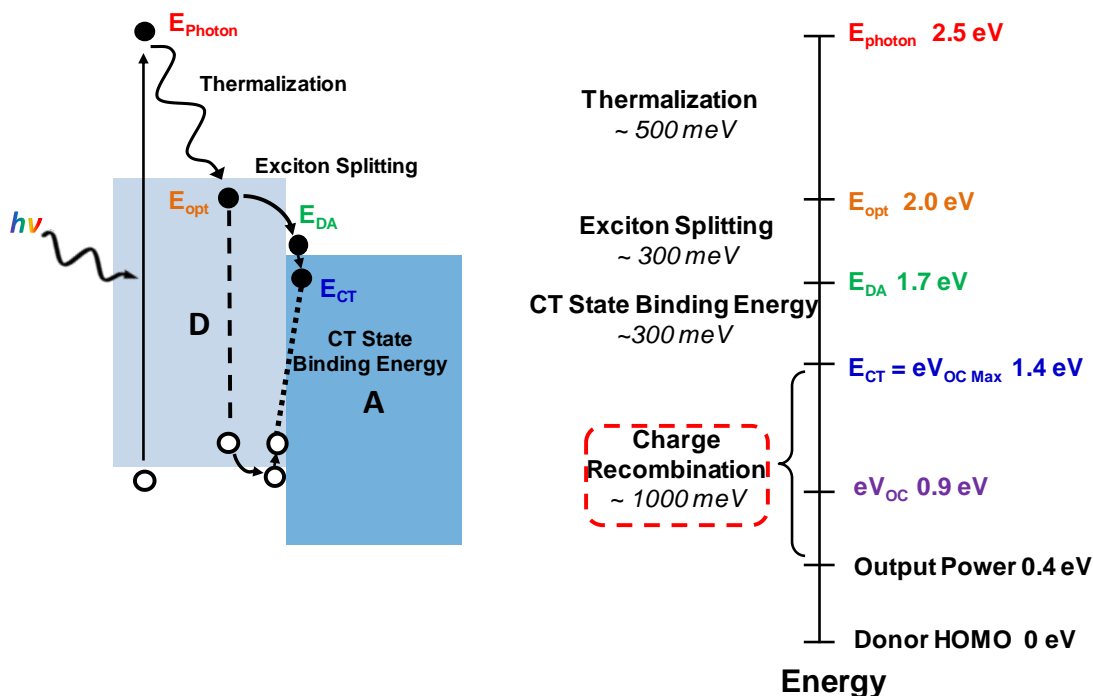 E_Photon
Thermalization
Exciton Splitting
E_opt
E_DA
hν
E_CT
D
CT State
Binding Energy
A
E_photon 2.5 eV
Thermalization
~ 500 meV
E_opt 2.0 eV
Exciton Splitting
~ 300 meV
E_DA 1.7 eV
CT State Binding Energy
~300 meV
E_CT = eV_OC Max 1.4 eV
Charge
Recombination
~ 1000 meV
eV_OC 0.9 eV
Output Power 0.4 eV
Donor HOMO 0 eV
Energy